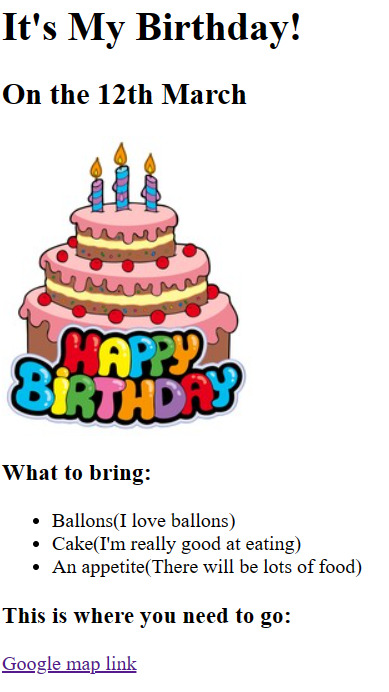 It's My Birthday!
On the 12th March
HAPPY
BIRTHDAY
What to bring:
Ballons(I love ballons)
Cake(I'm really good at eating)
An appetite(There will be lots of food)
This is where you need to go:
Google map link